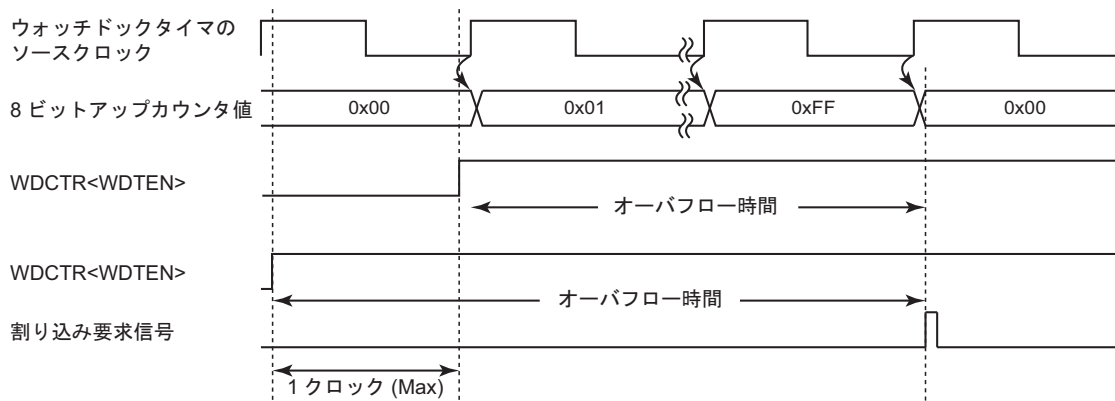 ウォッチドックタイマの
ソースクロック
8 ビットアップカウンタ値
0x00
0x01
0xFF
0x00
WDCTR<WDTEN>
オーバフロー時間
WDCTR<WDTEN>
オーバフロー時間
割り込み要求信号
1 クロック (Max)